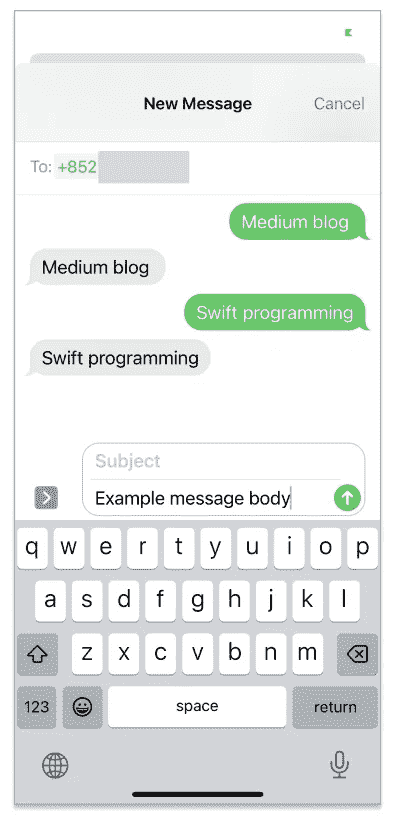 New Message Cancel
To: +852
Medium blog
Medium blog
Swift programming
Swift programming
Subject
Example message body
q w e r t y u i o p
a s d f g h j k l
z x c v b n m
123 space return